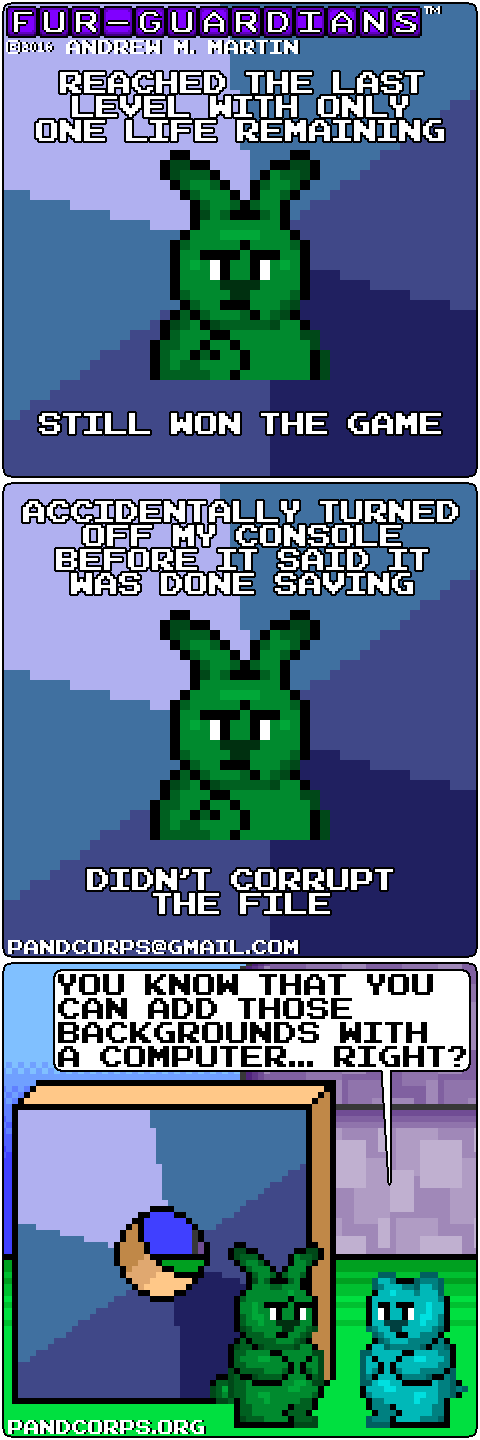 FUR-GUARDIANS™
©2016 ANDREW M. MARTIN
REACHED THE LAST
LEVEL WITH ONLY
ONE LIFE REMAINING
STILL WON THE GAME
ACCIDENTALLY TURNED
OFF MY CONSOLE
BEFORE IT SAID IT
WAS DONE SAVING
DIDN'T CORRUPT
THE FILE
PANDCORPS@GMAIL.COM
YOU KNOW THAT YOU
CAN ADD THOSE
BACKGROUNDS WITH
A COMPUTER... RIGHT?
PANDCORPS.ORG